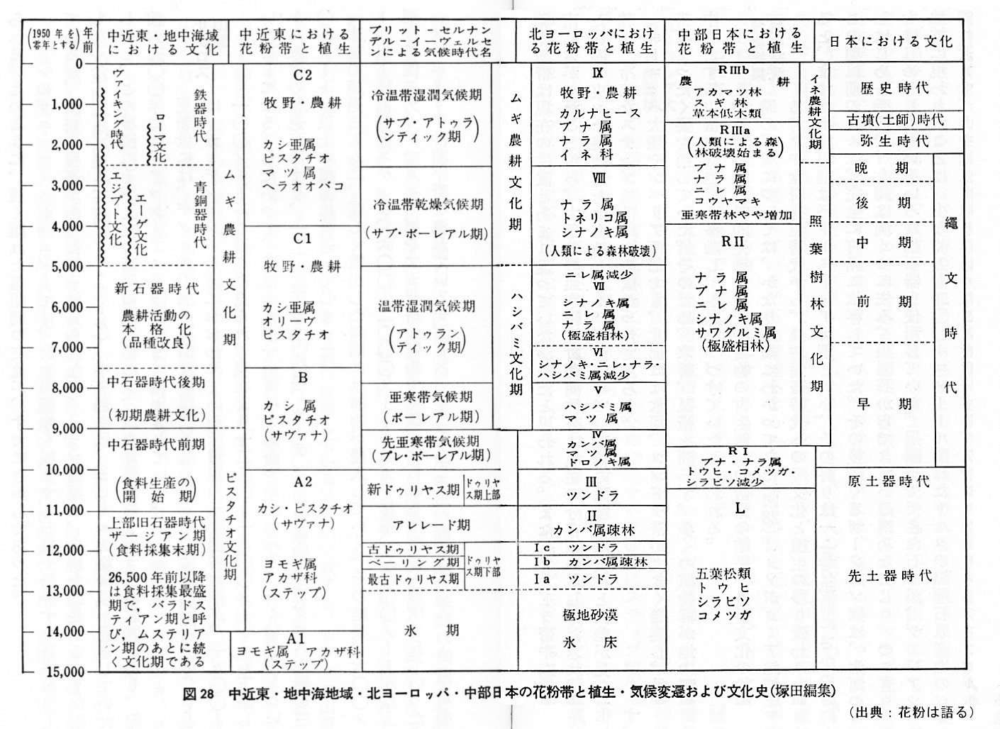 (1950年を零年とする)
年前
中近東・地中海域
における文化
中近東における
花粉帯と植生
ブリット－セルナン
デル－イーヴェルセ
ンによる気候時代名
北ヨーロッパにおけ
る花粉帯と植生
中部日本における
花粉帯と植生
日本における文化
0
1,000
2,000
3,000
4,000
5,000
6,000
7,000
8,000
9,000
10,000
11,000
12,000
13,000
14,000
15,000
ヴァイキング時代
ローマ文化
鉄器時代
エジプト文化
エーゲ文化
青銅器時代
新石器時代
農耕活動の
本格化
(品種改良)
中石器時代後期
(初期農耕文化)
中石器時代前期
(食料生産の
開始期)
上部旧石器時代
ザージアン期
(食料採集末期)
26,500年前以降
は食料採集最盛
期で，バラドス
ティアン期と呼
び，ムステリア
ン期のあとに続
く文化期である
ムギ農耕文化期
ピスタチオ文化期
C2
牧野・農耕
カシ亜属
ピスタチオ
マツ属
ヘラオオバコ
C1
牧野・農耕
カシ亜属
オリーヴ
ピスタチオ
B
カシ属
ピスタチオ
(サヴァナ)
A2
カシ・ピスタチオ
(サヴァナ)
ヨモギ属
アカザ科
(ステップ)
A1
ヨモギ属　アカザ科
(ステップ)
冷温帯湿潤気候期
(サブ・アトゥラ
ンティック期)
冷温帯乾燥気候期
(サブ・ボーレアル期)
温帯湿潤気候期
(アトゥラン
ティック期)
亜寒帯気候期
(ボーレアル期)
先亜寒帯気候期
(プレ・ボーレアル期)
新ドゥリヤス期
ドゥリヤ
ス期上部
アレレード期
古ドゥリヤス期
ベーリング期
最古ドゥリヤス期
ドゥリヤ
ス期下部
氷期
ムギ農耕文化期
ハシバミ文化期
IX
牧野・農耕
カルナヒース
ブナ属
ナラ属
イネ科
VIII
ナラ属
トネリコ属
シナノキ属
(人類による森林破壊)
ニレ属減少
VII
シナノキ属
ニレ属
ナラ属
(極盛相林)
VI
シナノキ・ニレ・ナラ・
ハシバミ属減少
V
ハシバミ属
マツ属
IV
カンバ属
マツ属
ドロノキ属
III
ツンドラ
II
カンバ属疎林
Ic　ツンドラ
Ib　カンバ属疎林
Ia　ツンドラ
極地砂漠
氷床
RIIIb
農耕
アカマツ林
スギ林
草本低木類
RIIIa
(人類による森
林破壊始まる)
ブナ属
ナラ属
ニレ属
コウヤマキ
亜寒帯林やや増加
RII
ナラ属
ブナ属
ニレ属
シナノキ属
サワグルミ属
(極盛相林)
RI
ブナ・ナラ属
トウヒ・コメツガ・
シラビソ減少
L
五葉松類
トウヒ
シラビソ
コメツガ
イネ農耕文化期
照葉樹林文化期
歴史時代
古墳(土師)時代
弥生時代
晩期
後期
中期
前期
早期
縄文時代
原土器時代
先土器時代
図28　中近東・地中海地域・北ヨーロッパ・中部日本の花粉帯と植生・気候変遷および文化史(塚田編集)
(出典：花粉は語る)